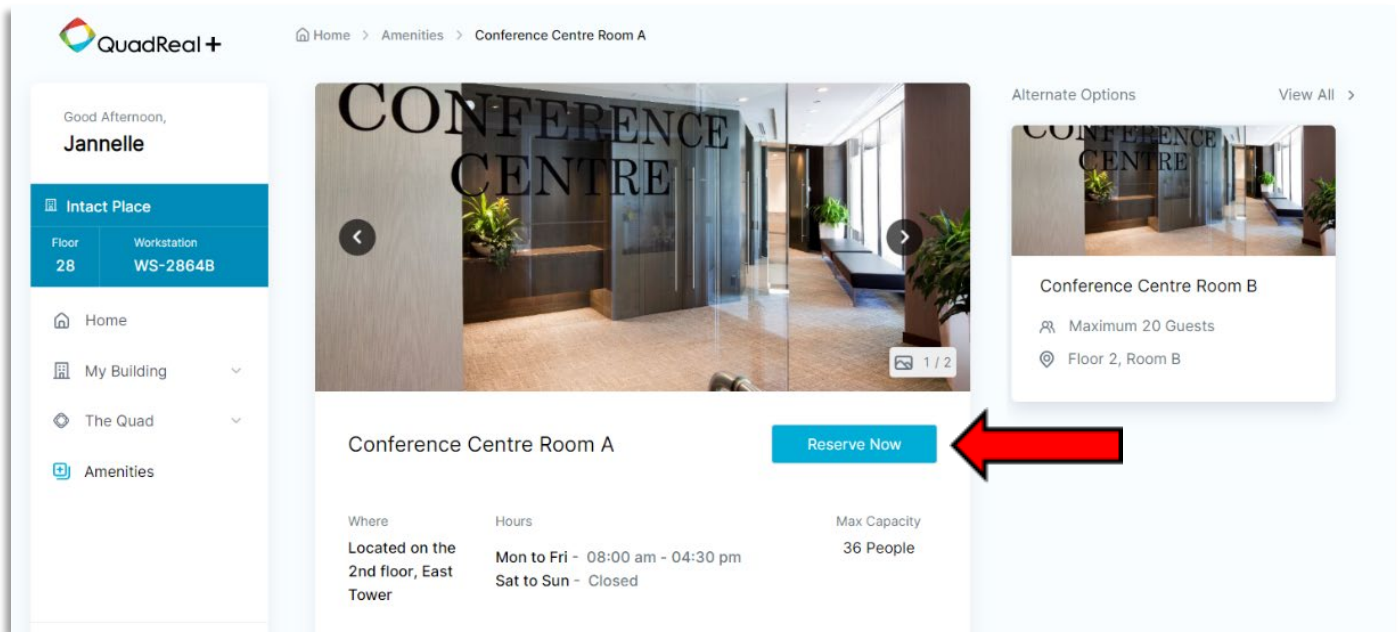 QuadReal+
Home > Amenities > Conference Centre Room A
Good Afternoon,
Jannelle
Intact Place
Floor Workstation
28 WS-2864B
Home
My Building
The Quad
Amenities
CONFERENCE
CENTRE
1 / 2
Conference Centre Room A
Reserve Now
Where
Located on the
2nd floor, East
Tower
Hours
Mon to Fri - 08:00 am - 04:30 pm
Sat to Sun - Closed
Max Capacity
36 People
Alternate Options View All >
CONFERENCE
CENTRE
Conference Centre Room B
Maximum 20 Guests
Floor 2, Room B